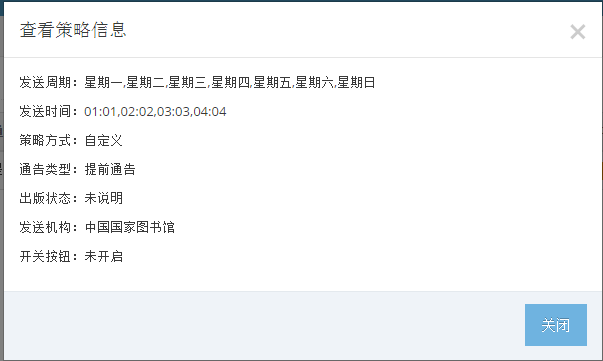 查看策略信息
发送周期：星期一,星期二,星期三,星期四,星期五,星期六,星期日
发送时间：01:01,02:02,03:03,04:04
策略方式：自定义
通告类型：提前通告
出版状态：未说明
发送机构：中国国家图书馆
开关按钮：未开启
关闭